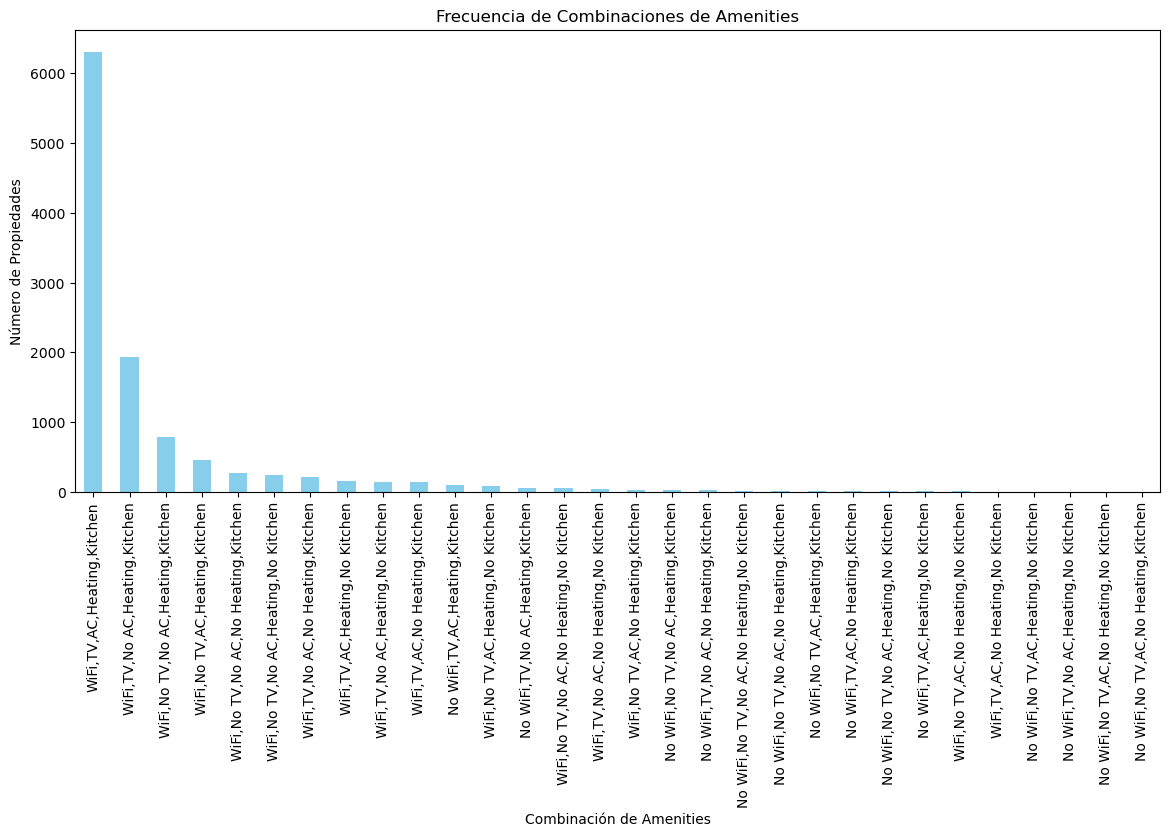 Frecuencia de Combinaciones de Amenities
Número de Propiedades
6000
5000
4000
3000
2000
1000
0
WiFi,TV,AC,Heating,Kitchen
WiFi,TV,No AC,Heating,Kitchen
WiFi,No TV,No AC,Heating,Kitchen
WiFi,No TV,AC,Heating,Kitchen
WiFi,No TV,No AC,No Heating,Kitchen
WiFi,No TV,No AC,Heating,No Kitchen
WiFi,TV,No AC,No Heating,Kitchen
WiFi,TV,AC,Heating,No Kitchen
WiFi,TV,No AC,Heating,No Kitchen
WiFi,TV,AC,No Heating,Kitchen
No WiFi,TV,AC,Heating,Kitchen
WiFi,No TV,AC,Heating,No Kitchen
No WiFi,TV,No AC,Heating,Kitchen
WiFi,No TV,No AC,No Heating,No Kitchen
WiFi,TV,No AC,No Heating,No Kitchen
WiFi,No TV,AC,No Heating,Kitchen
No WiFi,No TV,No AC,Heating,Kitchen
No WiFi,TV,No AC,No Heating,Kitchen
No WiFi,No TV,No AC,No Heating,No Kitchen
No WiFi,No TV,No AC,No Heating,Kitchen
No WiFi,No TV,AC,Heating,Kitchen
No WiFi,TV,AC,No Heating,Kitchen
No WiFi,No TV,No AC,Heating,No Kitchen
No WiFi,TV,AC,Heating,No Kitchen
WiFi,No TV,AC,No Heating,No Kitchen
WiFi,TV,AC,No Heating,No Kitchen
No WiFi,No TV,AC,Heating,No Kitchen
No WiFi,TV,No AC,Heating,No Kitchen
No WiFi,No TV,AC,No Heating,No Kitchen
No WiFi,No TV,AC,No Heating,Kitchen
Combinación de Amenities